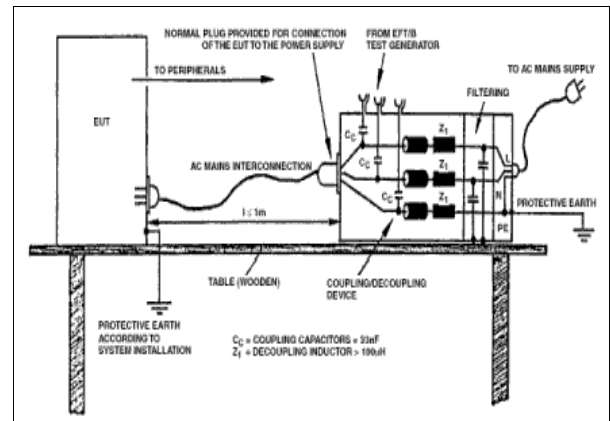 NORMAL PLUG PROVIDED FOR CONNECTION
OF THE EUT TO THE POWER SUPPLY
FROM EFT/B
TEST GENERATOR
TO AC MAINS SUPPLY
TO PERIPHERALS
FILTERING
EUT
CC
Z1
L
CC
Z1
AC MAINS INTERCONNECTION
CC
Z1
N
PROTECTIVE EARTH
PE
l ≤ 1m
TABLE (WOODEN)
COUPLING/DECOUPLING
DEVICE
PROTECTIVE EARTH
ACCORDING TO
SYSTEM INSTALLATION
CC = COUPLING CAPACITORS = 33nF
Z1 = DECOUPLING INDUCTOR > 100μH